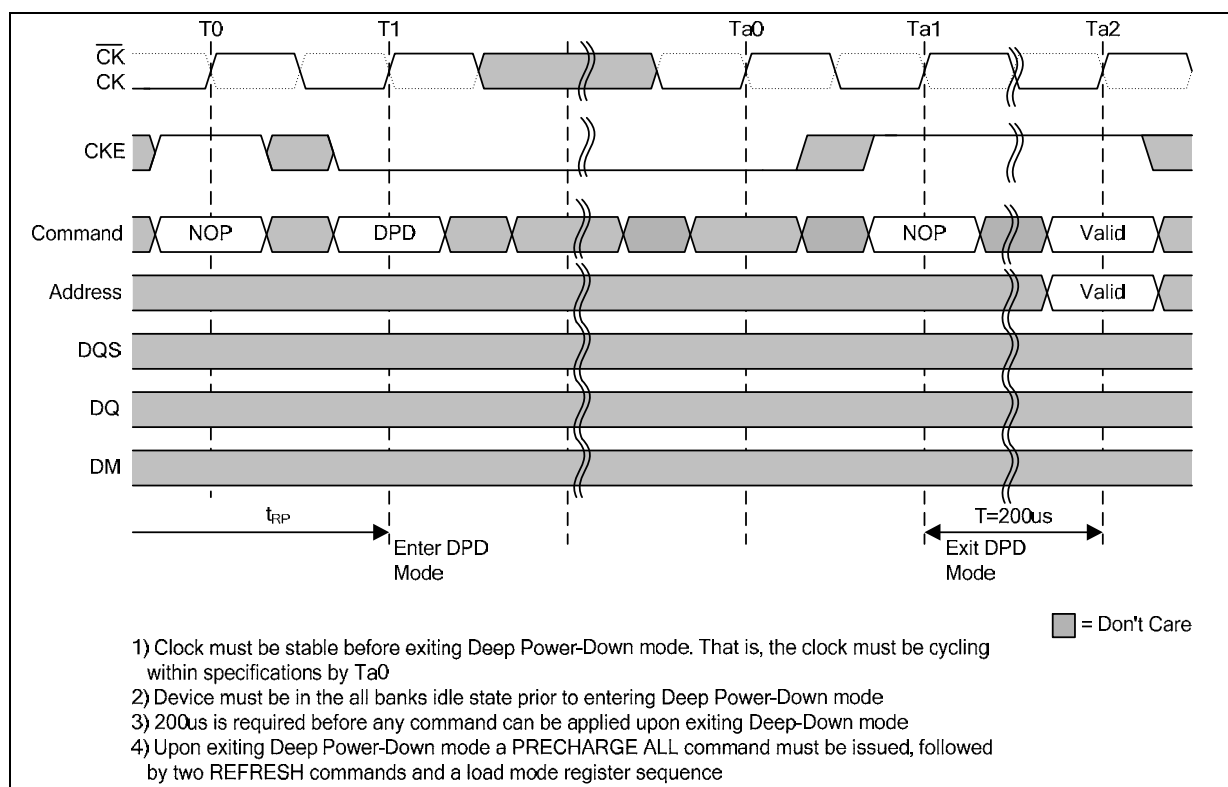 T0 T1 Ta0 Ta1 Ta2
CK
CK
CKE
Command NOP DPD NOP Valid
Address Valid
DQS
DQ
DM
tRP T=200us
Enter DPD Exit DPD
Mode Mode
= Don't Care
1) Clock must be stable before exiting Deep Power-Down mode. That is, the clock must be cycling
within specifications by Ta0
2) Device must be in the all banks idle state prior to entering Deep Power-Down mode
3) 200us is required before any command can be applied upon exiting Deep-Down mode
4) Upon exiting Deep Power-Down mode a PRECHARGE ALL command must be issued, followed
by two REFRESH commands and a load mode register sequence